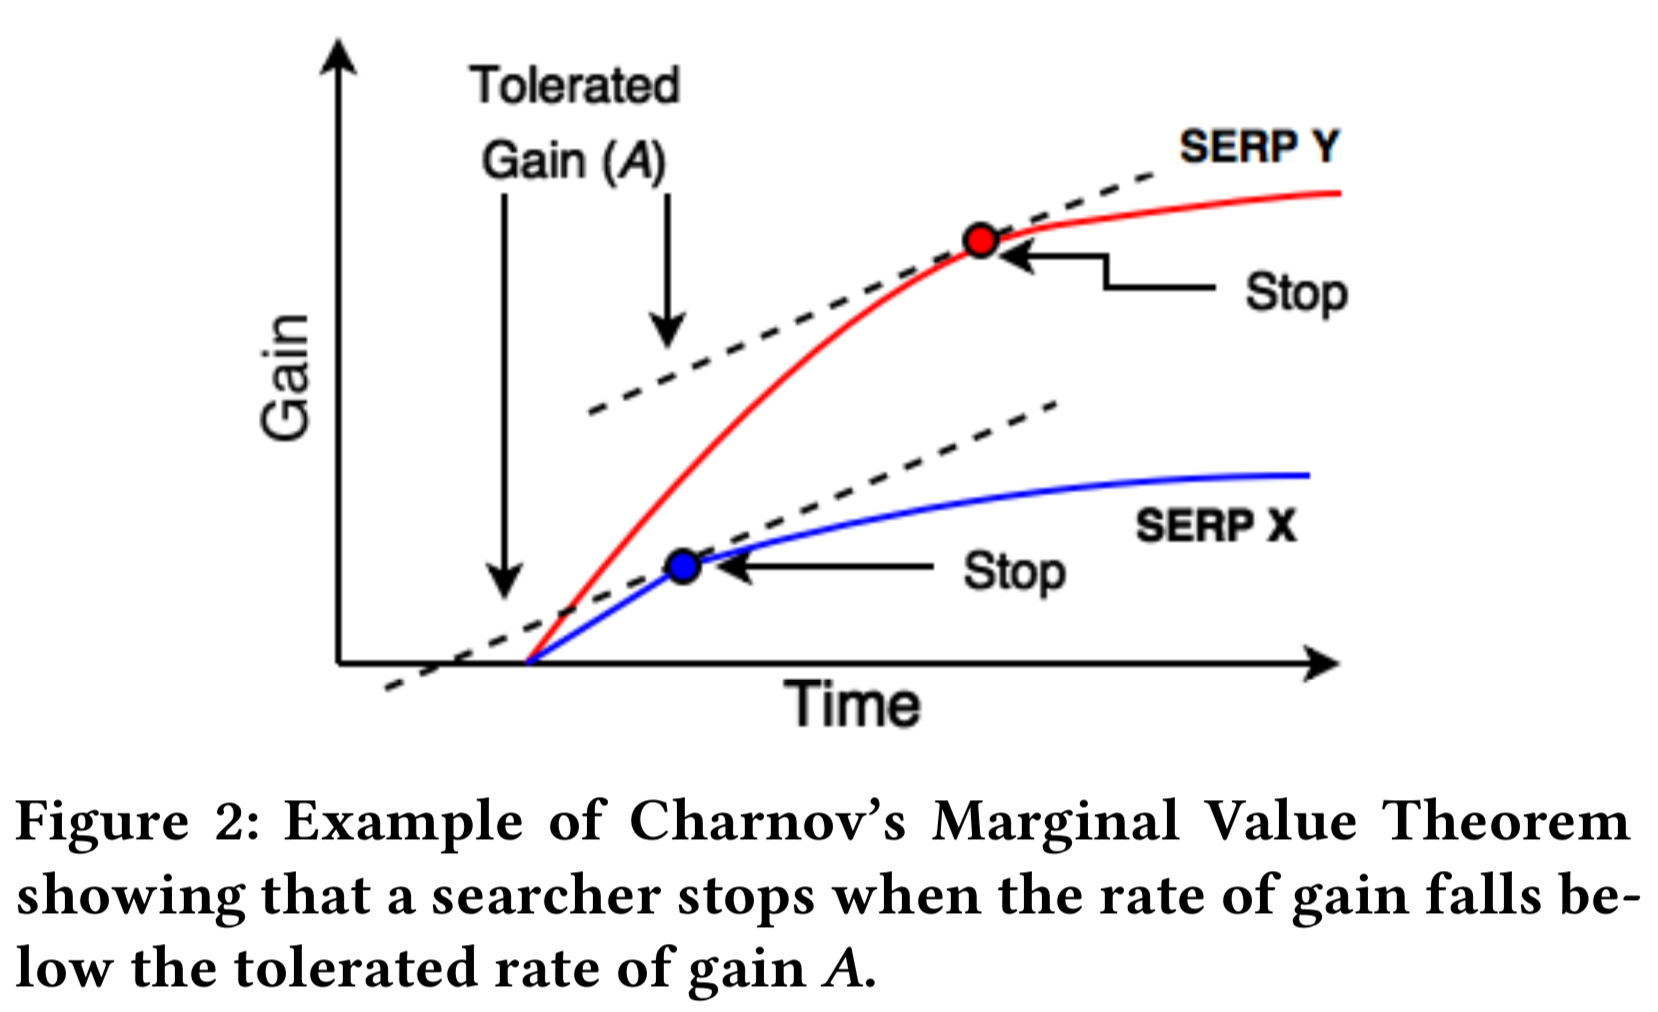 Tolerated
Gain (A)
SERP Y
Stop
Gain
SERP X
Stop
Time
Figure 2: Example of Charnov's Marginal Value Theorem
showing that a searcher stops when the rate of gain falls be-
low the tolerated rate of gain A.